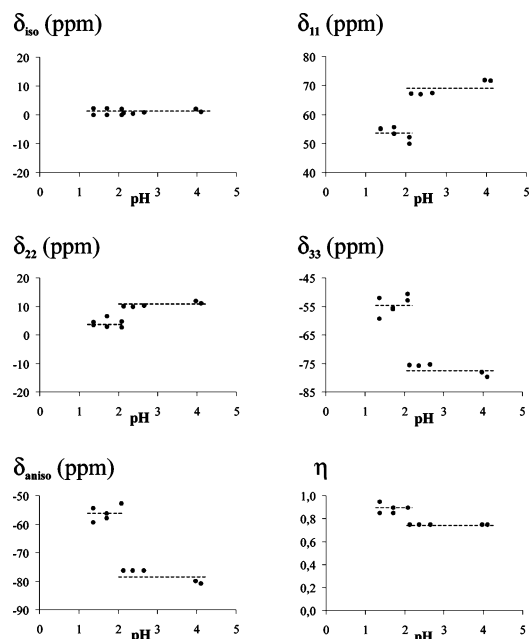 δiso (ppm)
20
10
0
-10
-20
0 1 2 3 4 5
pH
δ11 (ppm)
80
70
60
50
40
0 1 2 3 4 5
pH
δ22 (ppm)
20
10
0
-10
-20
0 1 2 3 4 5
pH
δ33 (ppm)
-45
-55
-65
-75
-85
0 1 2 3 4 5
pH
δaniso (ppm)
-50
-60
-70
-80
-90
0 1 2 3 4 5
pH
η
1,0
0,8
0,6
0,4
0,2
0,0
0 1 2 3 4 5
pH